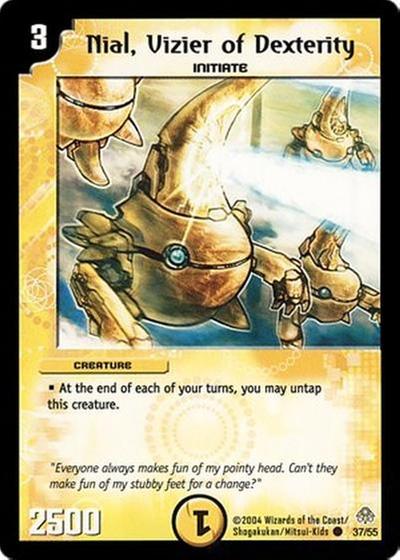 3
Nial, Vizier of Dexterity
INITIATE
CREATURE
▪ At the end of each of your turns, you may untap
this creature.
"Everyone always makes fun of my pointy head. Can't they
make fun of my stubby feet for a change?"
2500
1
©2004 Wizards of the Coast/
Shogakukan/Mitsui-Kids
37/55